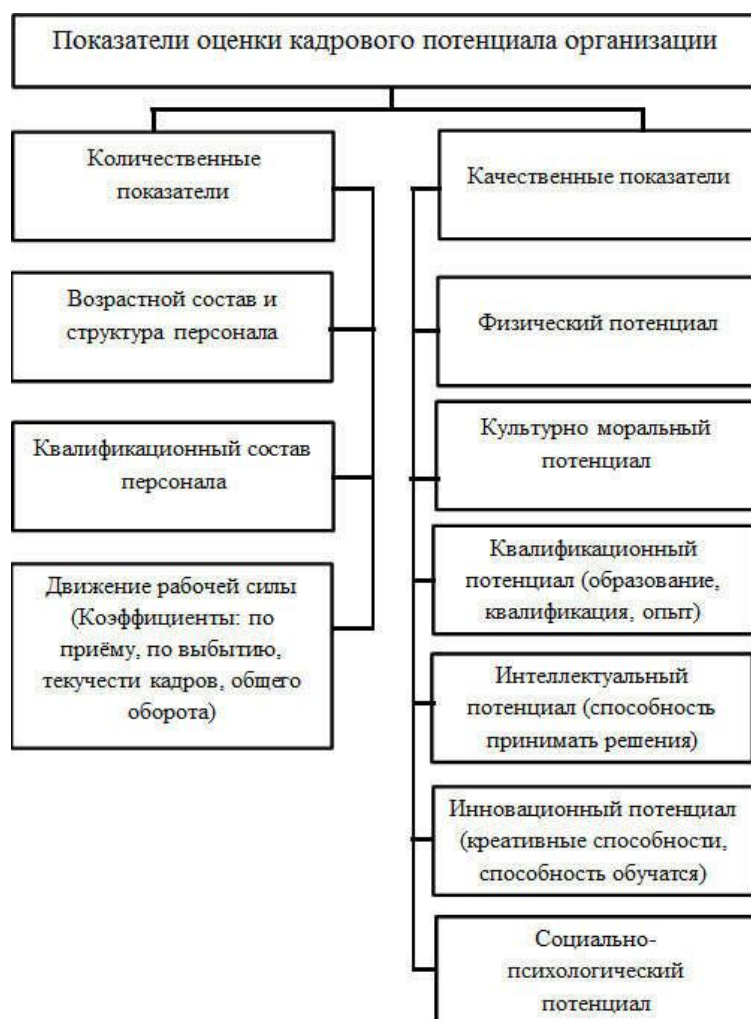 Показатели оценки кадрового потенциала организации
Количественные
показатели
Возрастной состав и
структура персонала
Квалификационный состав
персонала
Движение рабочей силы
(Коэффициенты: по
приёму, по выбытию,
текучести кадров, общего
оборота)
Качественные показатели
Физический потенциал
Культурно моральный
потенциал
Квалификационный
потенциал (образование,
квалификация, опыт)
Интеллектуальный
потенциал (способность
принимать решения)
Инновационный потенциал
(креативные способности,
способность обучатся)
Социально-
психологический
потенциал